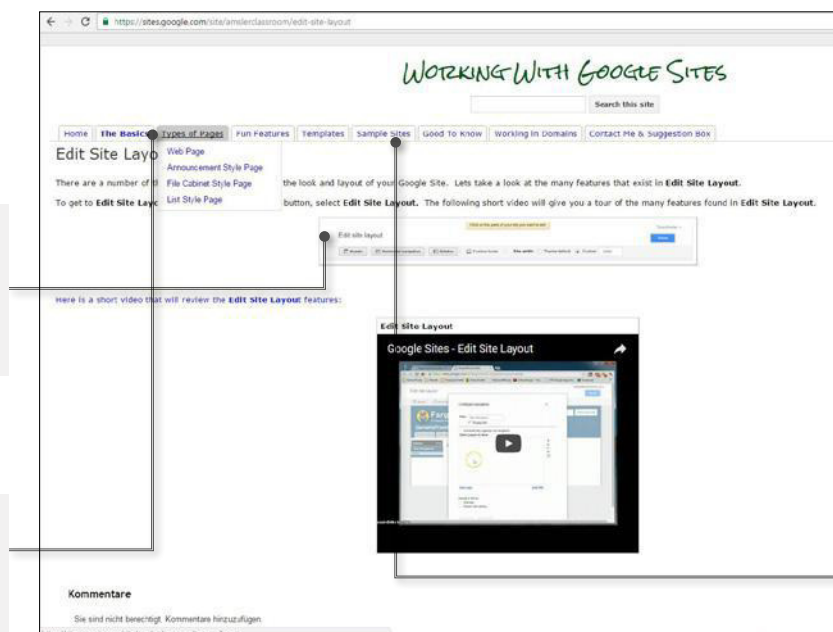 https://sites.google.com/site/amslerclassroom/edit-site-layout
WORKING WITH GOOGLE SITES
Search this site
Home The Basics Types of Pages Fun Features Templates Sample Sites Good To Know Working in Domains Contact Me & Suggestion Box
Edit Site Layo
Web Page
Announcement Style Page
File Cabinet Style Page
List Style Page
There are a number of the look and layout of your Google Site. Lets take a look at the many features that exist in Edit Site Layout.
To get to Edit Site Layo button, select Edit Site Layout. The following short video will give you a tour of the many features found in Edit Site Layout.
Edit site layout
Here is a short video that will review the Edit Site Layout features:
Edit Site Layout
Google Sites - Edit Site Layout
Kommentare
Sie sind nicht berechtigt, Kommentare hinzuzufügen.